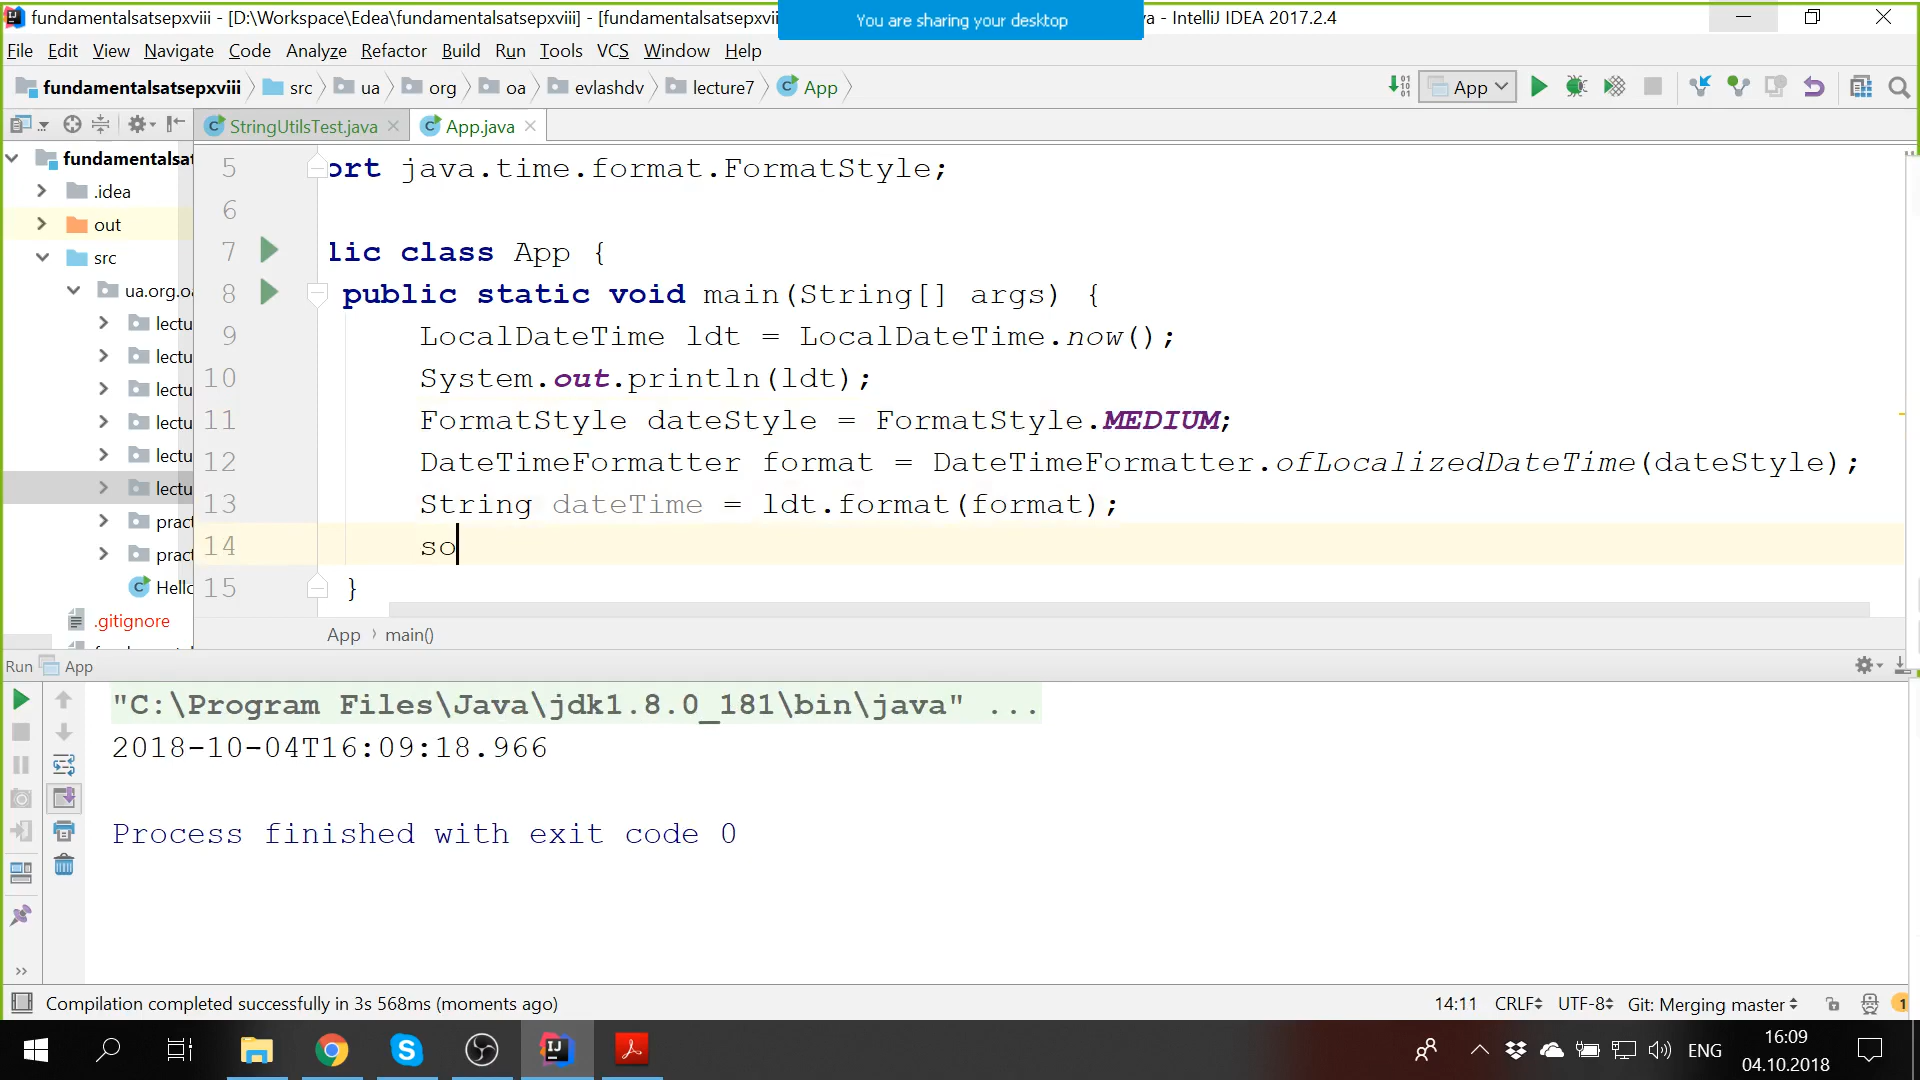 fundamentalsatsepxviii - [D:\Workspace\Edea\fundamentalsatsepxviii] - [fundamentalsatsepxvii
You are sharing your desktop
- IntelliJ IDEA 2017.2.4
File Edit View Navigate Code Analyze Refactor Build Run Tools VCS Window Help
fundamentalsatsepxviii src ua org oa evlashdv lecture7 App
App
StringUtilsTest.java App.java
fundamentalsat
.idea
out
src
ua.org.oa
lectu
lectu
lectu
lectu
lectu
lectu
pract
pract
Hello
.gitignore
5 ort java.time.format.FormatStyle;
6
7 lic class App {
8 public static void main(String[] args) {
9 LocalDateTime ldt = LocalDateTime.now();
10 System.out.println(ldt);
11 FormatStyle dateStyle = FormatStyle.MEDIUM;
12 DateTimeFormatter format = DateTimeFormatter.ofLocalizedDateTime(dateStyle);
13 String dateTime = ldt.format(format);
14 so
15 }
App › main()
Run App
"C:\Program Files\Java\jdk1.8.0_181\bin\java" ...
2018-10-04T16:09:18.966
Process finished with exit code 0
Compilation completed successfully in 3s 568ms (moments ago)
14:11 CRLF UTF-8 Git: Merging master 1
ENG
16:09
04.10.2018